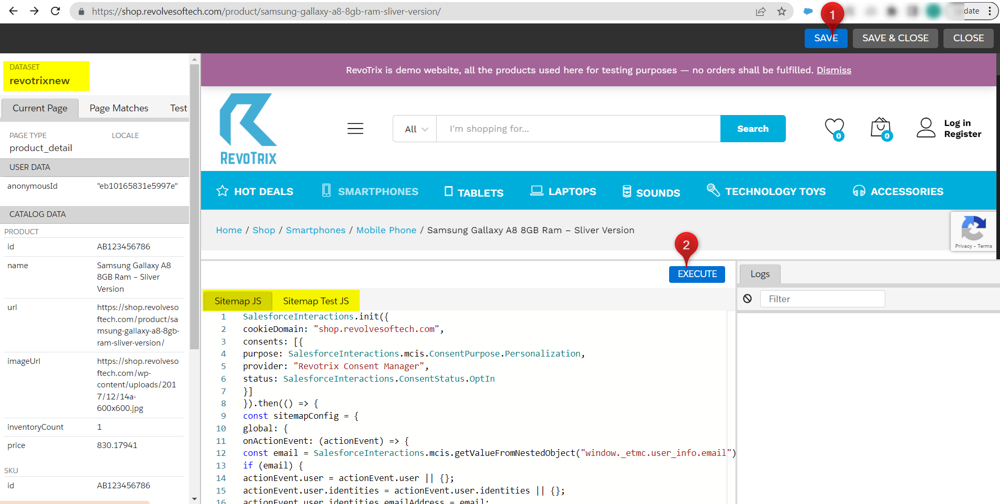 https://shop.revolvesoftech.com/product/samsung-gallaxy-a8-8gb-ram-sliver-version/
date
1
SAVE
SAVE & CLOSE
CLOSE
DATASET
revotrixnew
Current Page
Page Matches
Test
PAGE TYPE
LOCALE
product_detail
USER DATA
anonymousId
"eb10165831e5997e"
CATALOG DATA
PRODUCT
id
AB123456786
name
Samsung Gallaxy A8
8GB Ram – Sliver
Version
url
https://shop.revolveso
ftech.com/product/sa
msung-gallaxy-a8-8gb-
ram-sliver-version/
imageUrl
https://shop.revolveso
ftech.com/wp-
content/uploads/201
7/12/14a-
600x600.jpg
inventoryCount
1
price
830.17941
SKU
id
AB123456786
RevoTrix is demo website, all the products used here for testing purposes — no orders shall be fulfilled. Dismiss
REVOTRIX
All
I'm shopping for...
Search
0
0
Log in
Register
HOT DEALS
SMARTPHONES
TABLETS
LAPTOPS
SOUNDS
TECHNOLOGY TOYS
ACCESSORIES
Home / Shop / Smartphones / Mobile Phone / Samsung Gallaxy A8 8GB Ram – Sliver Version
Privacy - Terms
2
EXECUTE
Sitemap JS
Sitemap Test JS
1 SalesforceInteractions.init({
2 cookieDomain: "shop.revolvesoftech.com",
3 consents: [{
4 purpose: SalesforceInteractions.mcis.ConsentPurpose.Personalization,
5 provider: "Revotrix Consent Manager",
6 status: SalesforceInteractions.ConsentStatus.OptIn
7 }]
8 }).then(() => {
9 const sitemapConfig = {
10 global: {
11 onActionEvent: (actionEvent) => {
12 const email = SalesforceInteractions.mcis.getValueFromNestedObject("window._etmc.user_info.email")
13 if (email) {
14 actionEvent.user = actionEvent.user || {};
15 actionEvent.user.identities = actionEvent.user.identities || {};
16 actionEvent.user.identities.emailAddress = email;
Logs
Filter